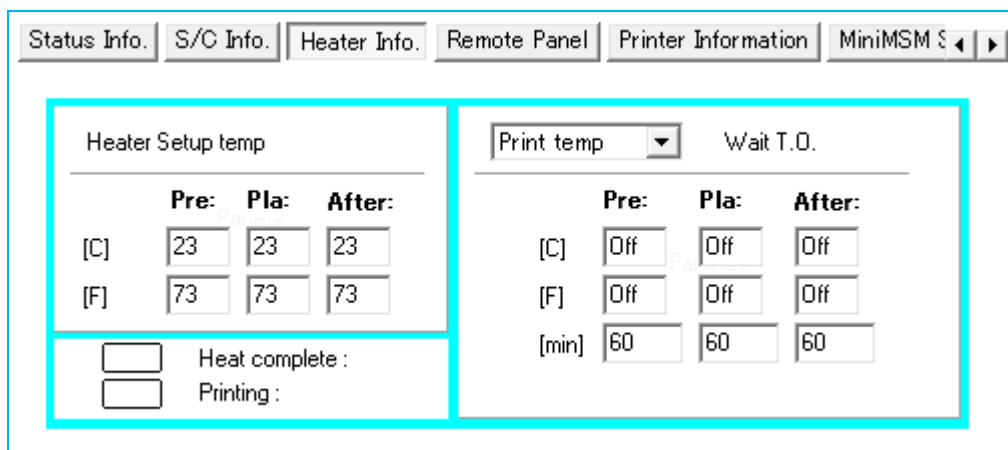 Status Info. S/C Info. Heater Info. Remote Panel Printer Information MiniMSM
Heater Setup temp
Pre: Pla: After:
[C] 23 23 23
[F] 73 73 73
Heat complete :
Printing :
Print temp Wait T.O.
Pre: Pla: After:
[C] Off Off Off
[F] Off Off Off
[min] 60 60 60